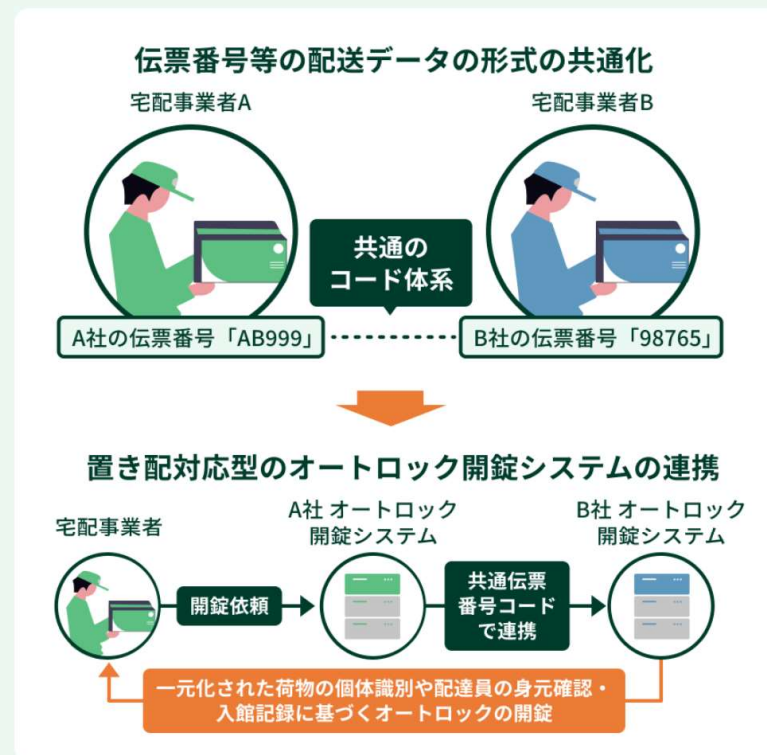 伝票番号等の配送データの形式の共通化
宅配事業者A
宅配事業者B
共通の
コード体系
A社の伝票番号「AB999」
B社の伝票番号「98765」
置き配対応型のオートロック開錠システムの連携
宅配事業者
A社 オートロック
開錠システム
B社 オートロック
開錠システム
開錠依頼
共通伝票
番号コード
で連携
一元化された荷物の個体識別や配達員の身元確認・
入館記録に基づくオートロックの開錠